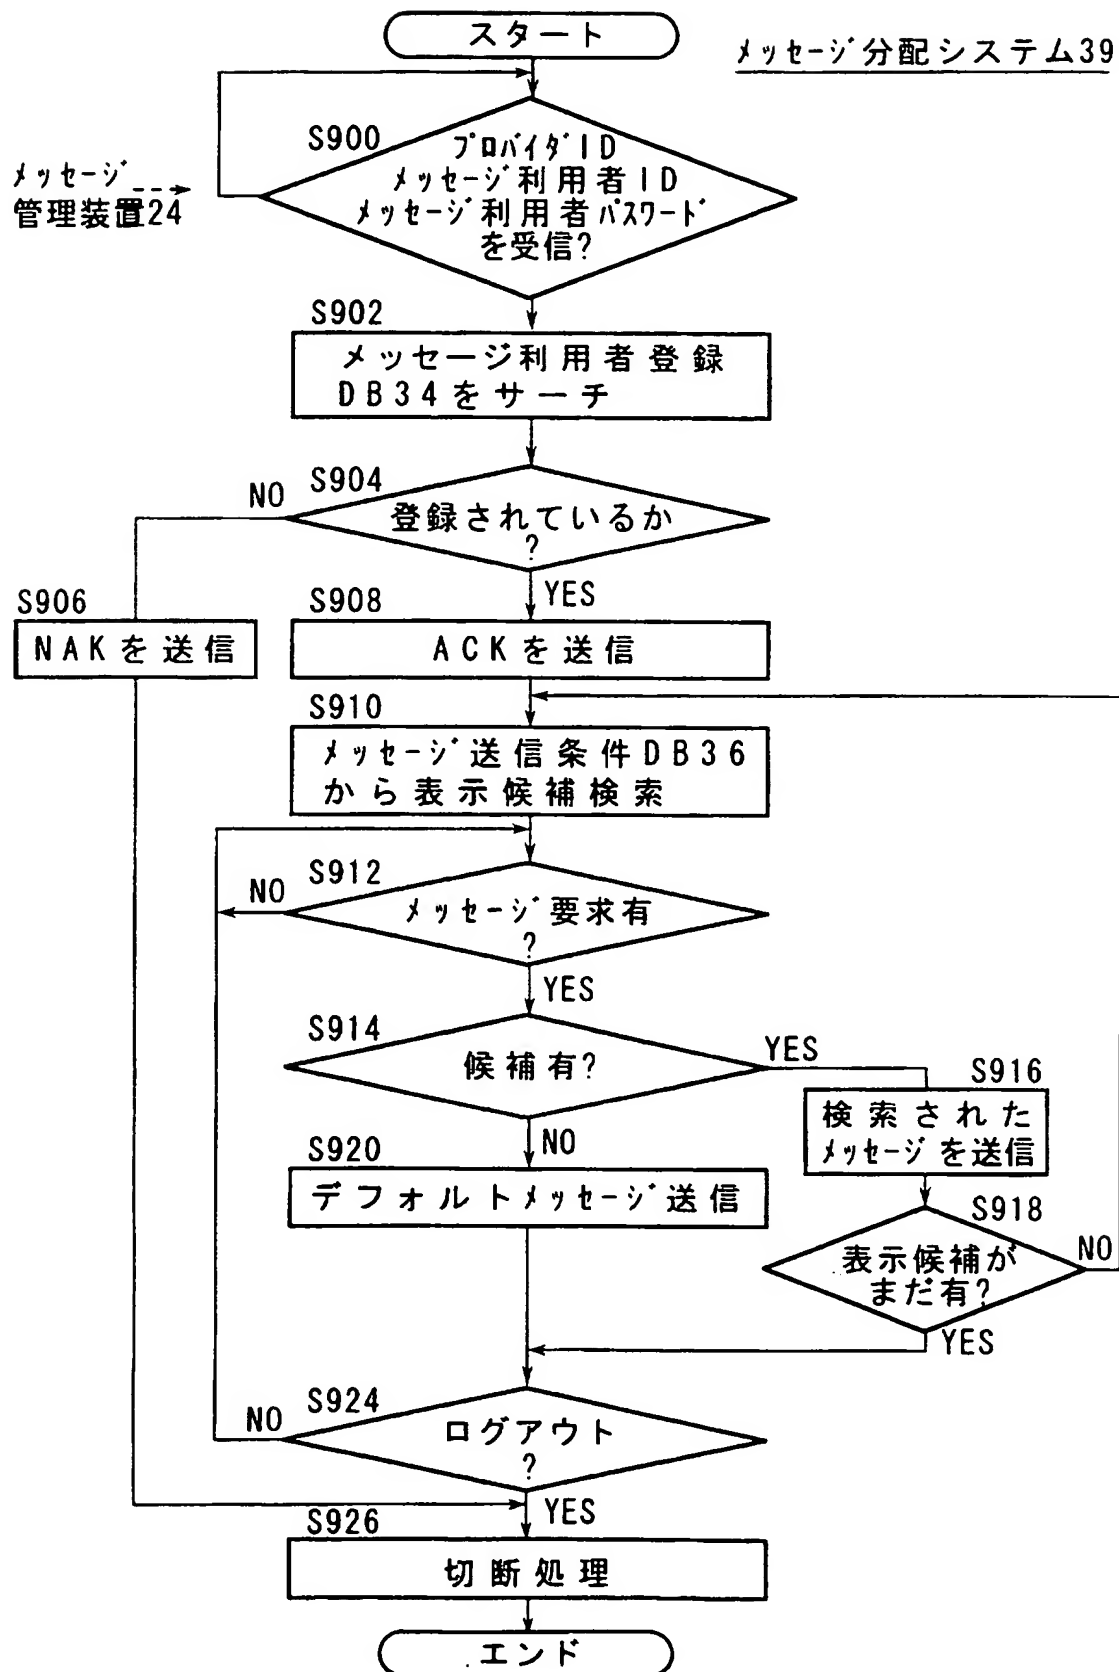 スタート
メッセージ分配システム39
S900
プロバイダID
メッセージ利用者ID
メッセージ利用者パスワード
を受信?
メッセージ
管理装置24
S902
メッセージ利用者登録
DB34をサーチ
S904
NO
登録されているか
?
YES
S906
NAKを送信
S908
ACKを送信
S910
メッセージ送信条件DB36
から表示候補検索
S912
NO
メッセージ要求有
?
YES
S914
候補有?
YES
S916
検索された
メッセージを送信
NO
S920
デフォルトメッセージ送信
S918
表示候補が
まだ有?
NO
YES
S924
NO
ログアウト
?
YES
S926
切断処理
エンド